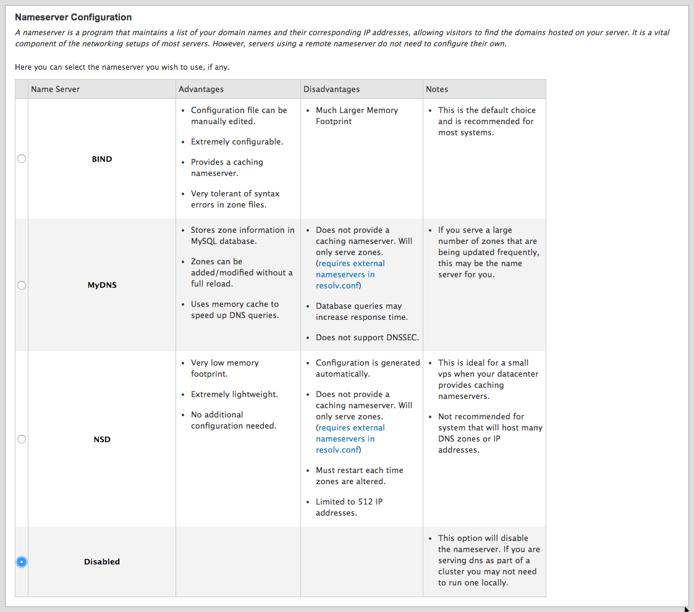 Nameserver Configuration
A nameserver is a program that maintains a list of your domain names and their corresponding IP addresses, allowing visitors to find the domains hosted on your server. It is a vital
component of the networking setups of most servers. However, servers using a remote nameserver do not need to configure their own.
Here you can select the nameserver you wish to use, if any.
Name Server Advantages Disadvantages Notes
BIND
• Configuration file can be
manually edited.
• Extremely configurable.
• Provides a caching
nameserver.
• Very tolerant of syntax
errors in zone files.
• Much Larger Memory
Footprint
• This is the default choice
and is recommended for
most systems.
MyDNS
• Stores zone information in
MySQL database.
• Zones can be
added/modified without a
full reload.
• Uses memory cache to
speed up DNS queries.
• Does not provide a
caching nameserver. Will
only serve zones.
(requires external
nameservers in
resolv.conf)
• Database queries may
increase response time.
• Does not support DNSSEC.
• If you serve a large
number of zones that are
being updated frequently,
this may be the name
server for you.
NSD
• Very low memory
footprint.
• Extremely lightweight.
• No additional
configuration needed.
• Configuration is generated
automatically.
• Does not provide a
caching nameserver. Will
only serve zones.
(requires external
nameservers in
resolv.conf)
• Must restart each time
zones are altered.
• Limited to 512 IP
addresses.
• This is ideal for a small
vps when your datacenter
provides caching
nameservers.
• Not recommended for
system that will host many
DNS zones or IP
addresses.
Disabled
• This option will disable
the nameserver. If you are
serving dns as part of a
cluster you may not need
to run one locally.